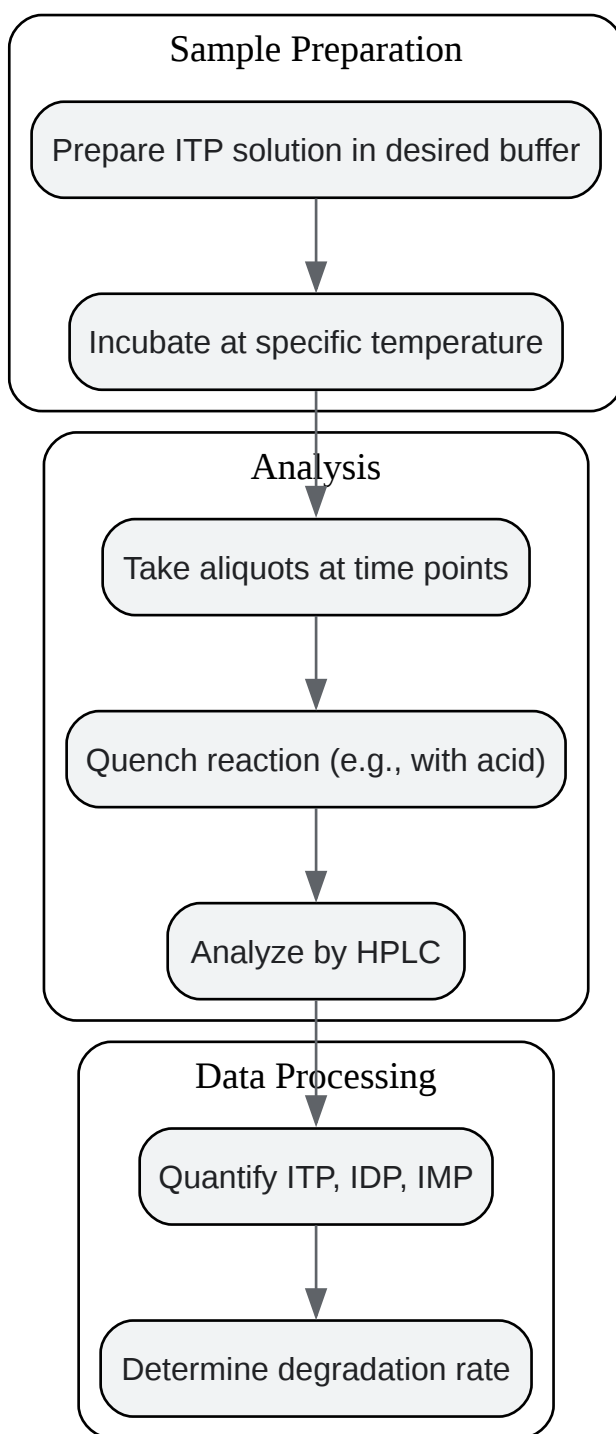 Sample Preparation
Prepare ITP solution in desired buffer
Incubate at specific temperature
Analysis
Take aliquots at time points
Quench reaction (e.g., with acid)
Analyze by HPLC
Data Processing
Quantify ITP, IDP, IMP
Determine degradation rate